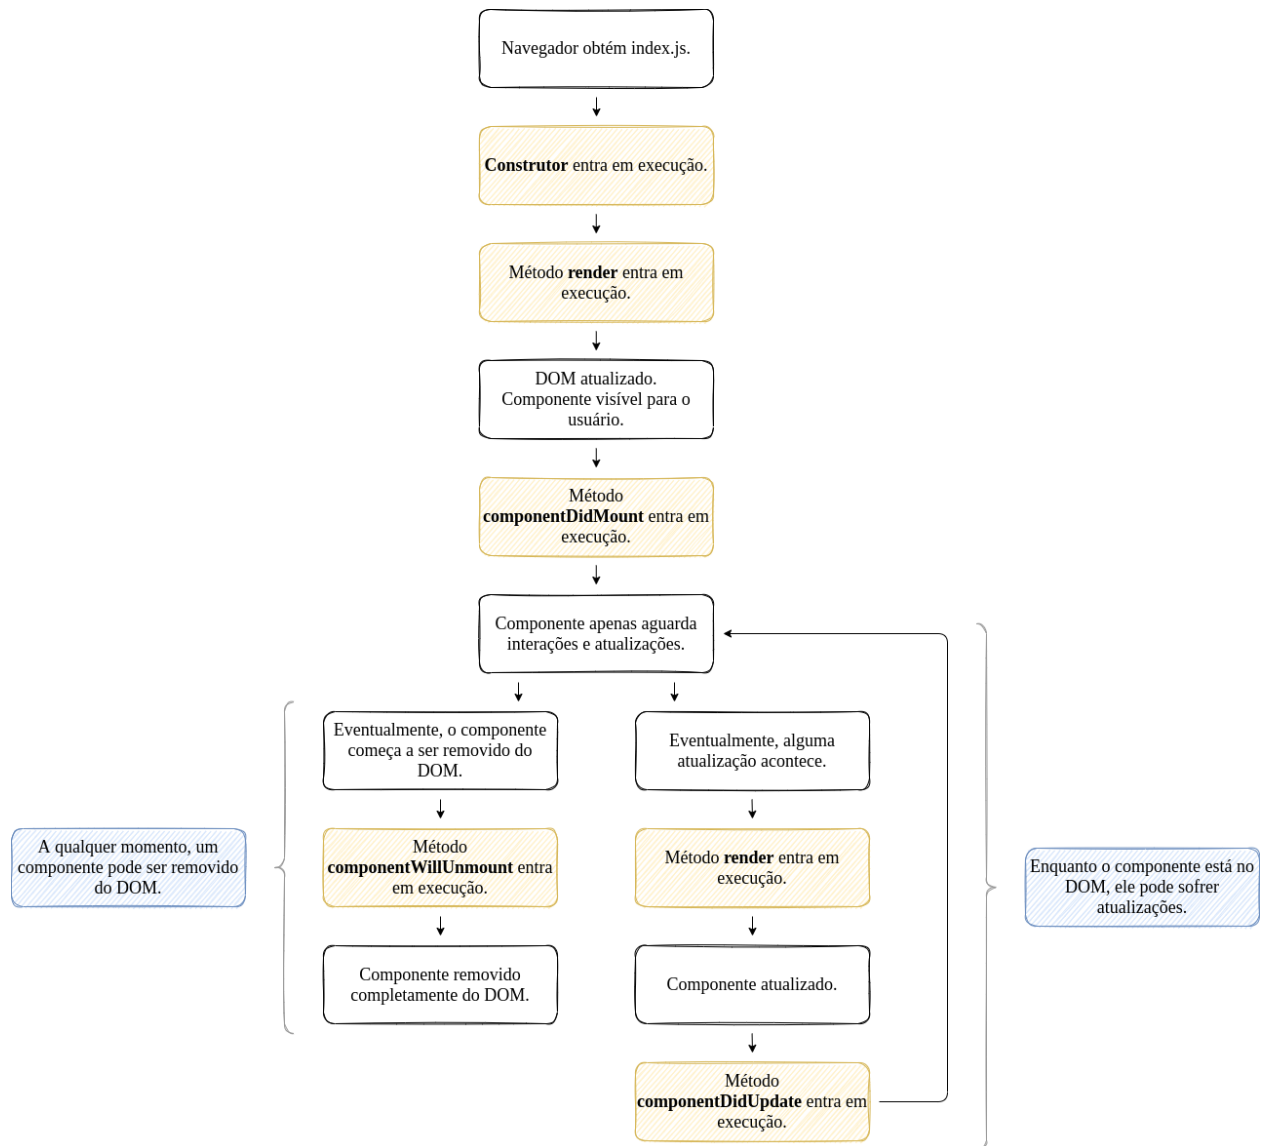 Navegador obtém index.js.
Construtor entra em execução.
Método render entra em
execução.
DOM atualizado.
Componente visível para o
usuário.
Método
componentDidMount entra em
execução.
Componente apenas aguarda
interações e atualizações.
Eventualmente, o componente
começa a ser removido do
DOM.
Eventualmente, alguma
atualização acontece.
A qualquer momento, um
componente pode ser removido
do DOM.
Método
componentWillUnmount entra
em execução.
Método render entra em
execução.
Enquanto o componente está no
DOM, ele pode sofrer
atualizações.
Componente removido
completamente do DOM.
Componente atualizado.
Método
componentDidUpdate entra em
execução.